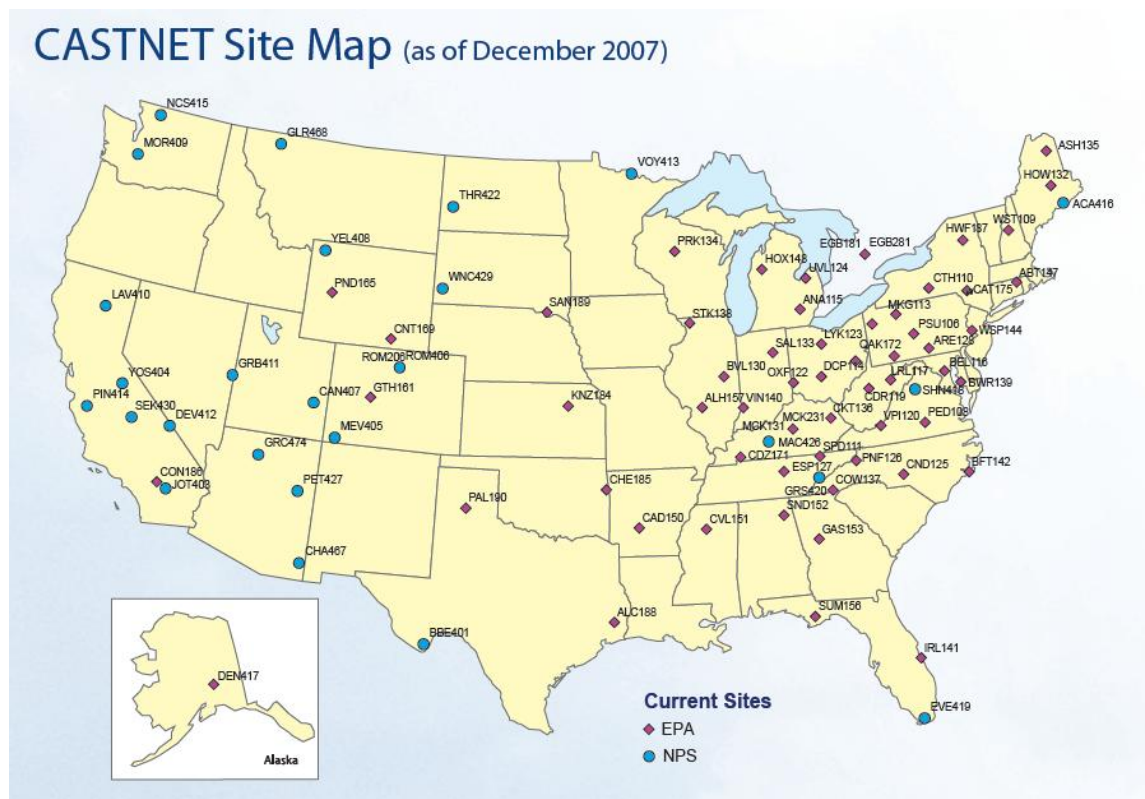 CASTNET Site Map (as of December 2007)
NCS415
MOR409
GLR468
VOY413
THR422
ASH135
HOW132
ACA416
WST109
HWF187
YEL408
PRK134
EGB181
EGB281
HOX148
UVL124
PND165
WNC429
CTH110
ABT147
CAT175
LAV410
SAN189
ANA115
MKG113
STK138
PSU106
WSP144
CNT169
LYK123
ARE128
SAL133
OAK172
ROM206
ROM406
GRB411
BVL130
OXF122
DCP114
LRL117
BEL116
YOS404
BWR139
PIN414
SEK430
CAN407
GTH161
KNZ184
ALH157
VIN140
CDR119
SHN418
DEV412
MCK231
CKT136
VPI120
PED108
MEV405
MCK131
MAC426
GRC474
CDZ171
SPD111
PNF126
CND125
BFT142
CON186
JOT403
PET427
CHE185
ESP127
COW137
GRS420
PAL190
SND152
CAD150
CVL151
GAS153
CHA467
ALC188
SUM156
BBE401
IRL141
DEN417
EVE419
Alaska
Current Sites
EPA
NPS